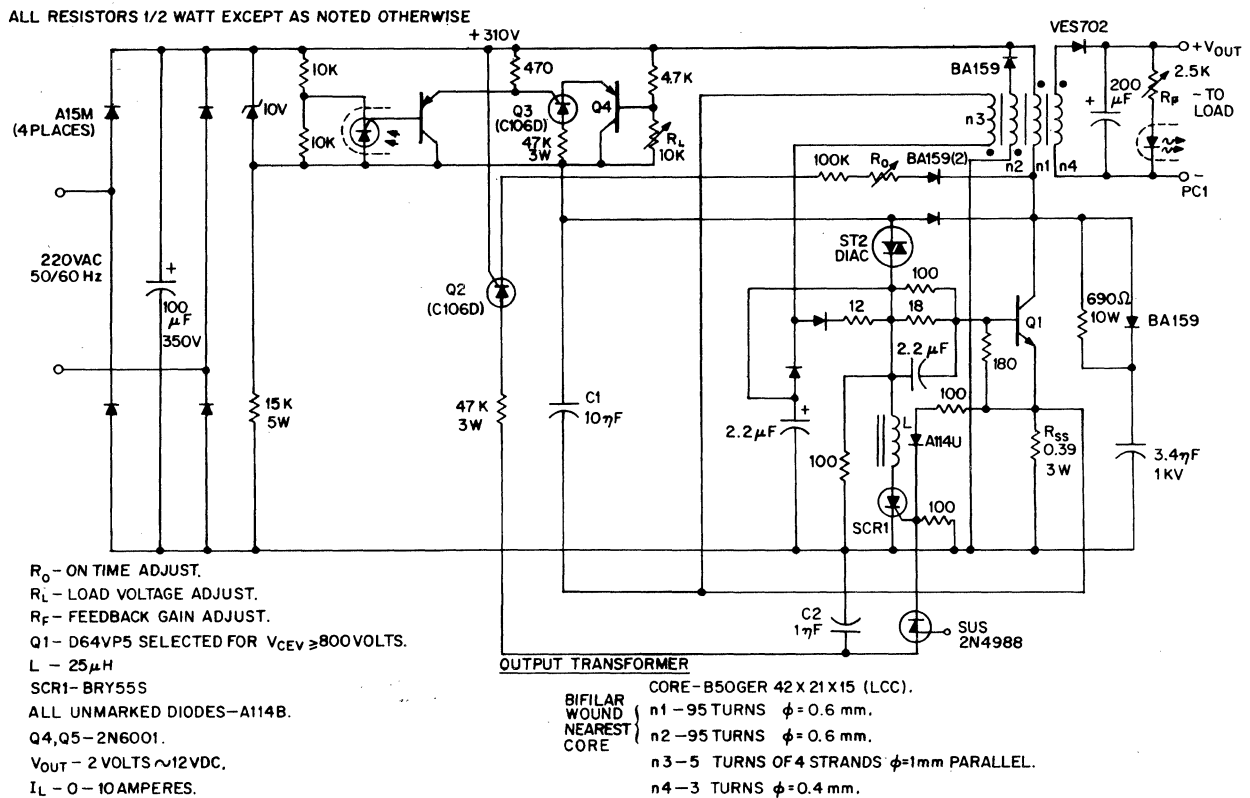 ALL RESISTORS 1/2 WATT EXCEPT AS NOTED OTHERWISE
+310V
VES702
+VOUT
10K
470
4.7K
BA159
200
µF
+
2.5K
RF
-TO
LOAD
A15M
(4 PLACES)
10V
Q3
(C106D)
Q4
n3
10K
47K
3W
RL
10K
100K
RO
BA159(2)
n2
n1
n4
PC1
-
220VAC
50/60 Hz
ST2
DIAC
+
100
µF
350V
Q2
(C106D)
100
12
18
Q1
690Ω
10W
BA159
2.2µF
180
15K
5W
47K
3W
C1
10ηF
+
2.2µF
100
L
A114U
RSS
0.39
3W
3.4ηF
1KV
100
SCR1
100
RO – ON TIME ADJUST.
RL – LOAD VOLTAGE ADJUST.
RF – FEEDBACK GAIN ADJUST.
Q1 – D64VP5 SELECTED FOR VCEV ≥ 800 VOLTS.
L – 25µH
SCR1 – BRY55S
ALL UNMARKED DIODES – A114B.
Q4, Q5 – 2N6001.
VOUT – 2 VOLTS ~ 12VDC.
IL – 0 – 10 AMPERES.
C2
1ηF
SUS
2N4988
OUTPUT TRANSFORMER
CORE – B50GER 42 X 21 X 15 (LCC).
BIFILAR
WOUND
NEAREST
CORE
n1 – 95 TURNS ϕ = 0.6 mm.
n2 – 95 TURNS ϕ = 0.6 mm.
n3 – 5 TURNS OF 4 STRANDS ϕ=1mm PARALLEL.
n4 – 3 TURNS ϕ = 0.4 mm.